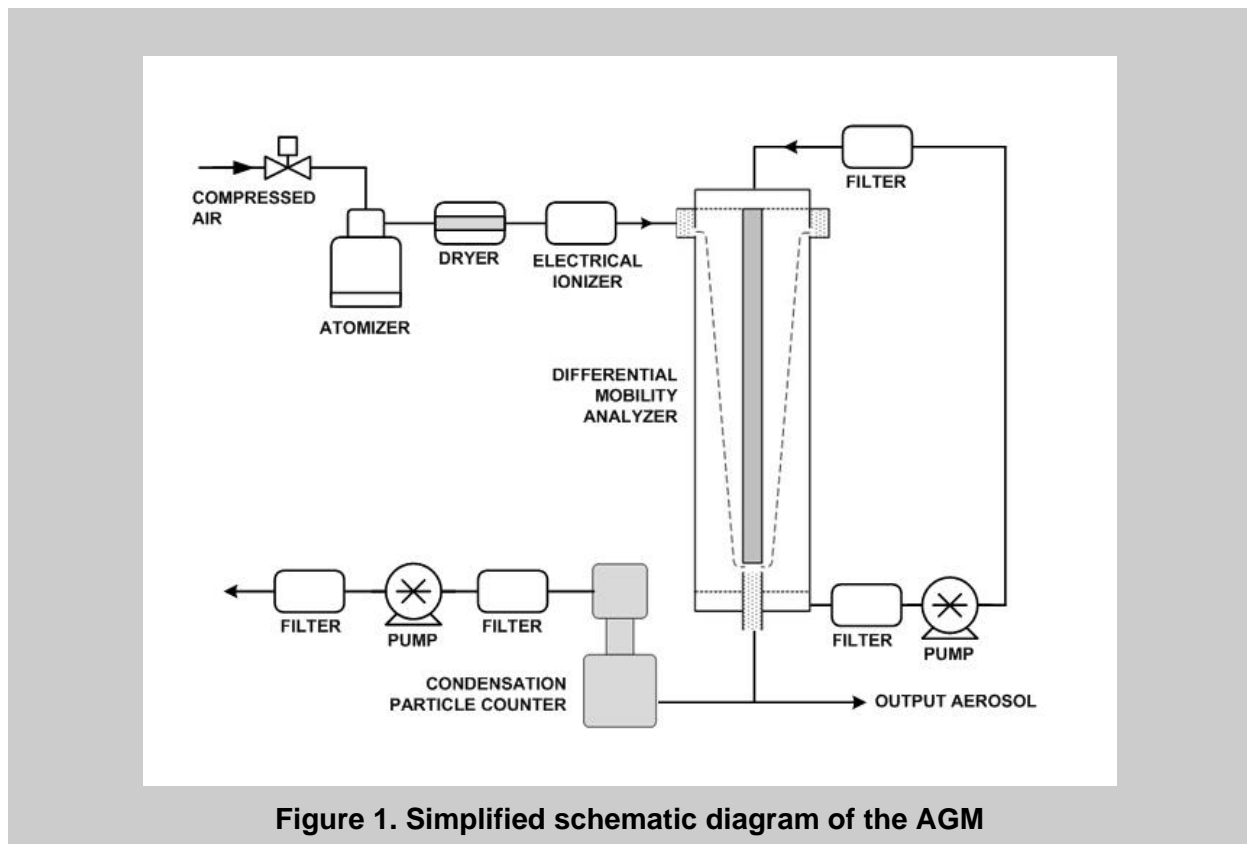 COMPRESSED
AIR
ATOMIZER
DRYER
ELECTRICAL
IONIZER
FILTER
DIFFERENTIAL
MOBILITY
ANALYZER
FILTER
PUMP
FILTER
CONDENSATION
PARTICLE COUNTER
FILTER
PUMP
OUTPUT AEROSOL
Figure 1. Simplified schematic diagram of the AGM